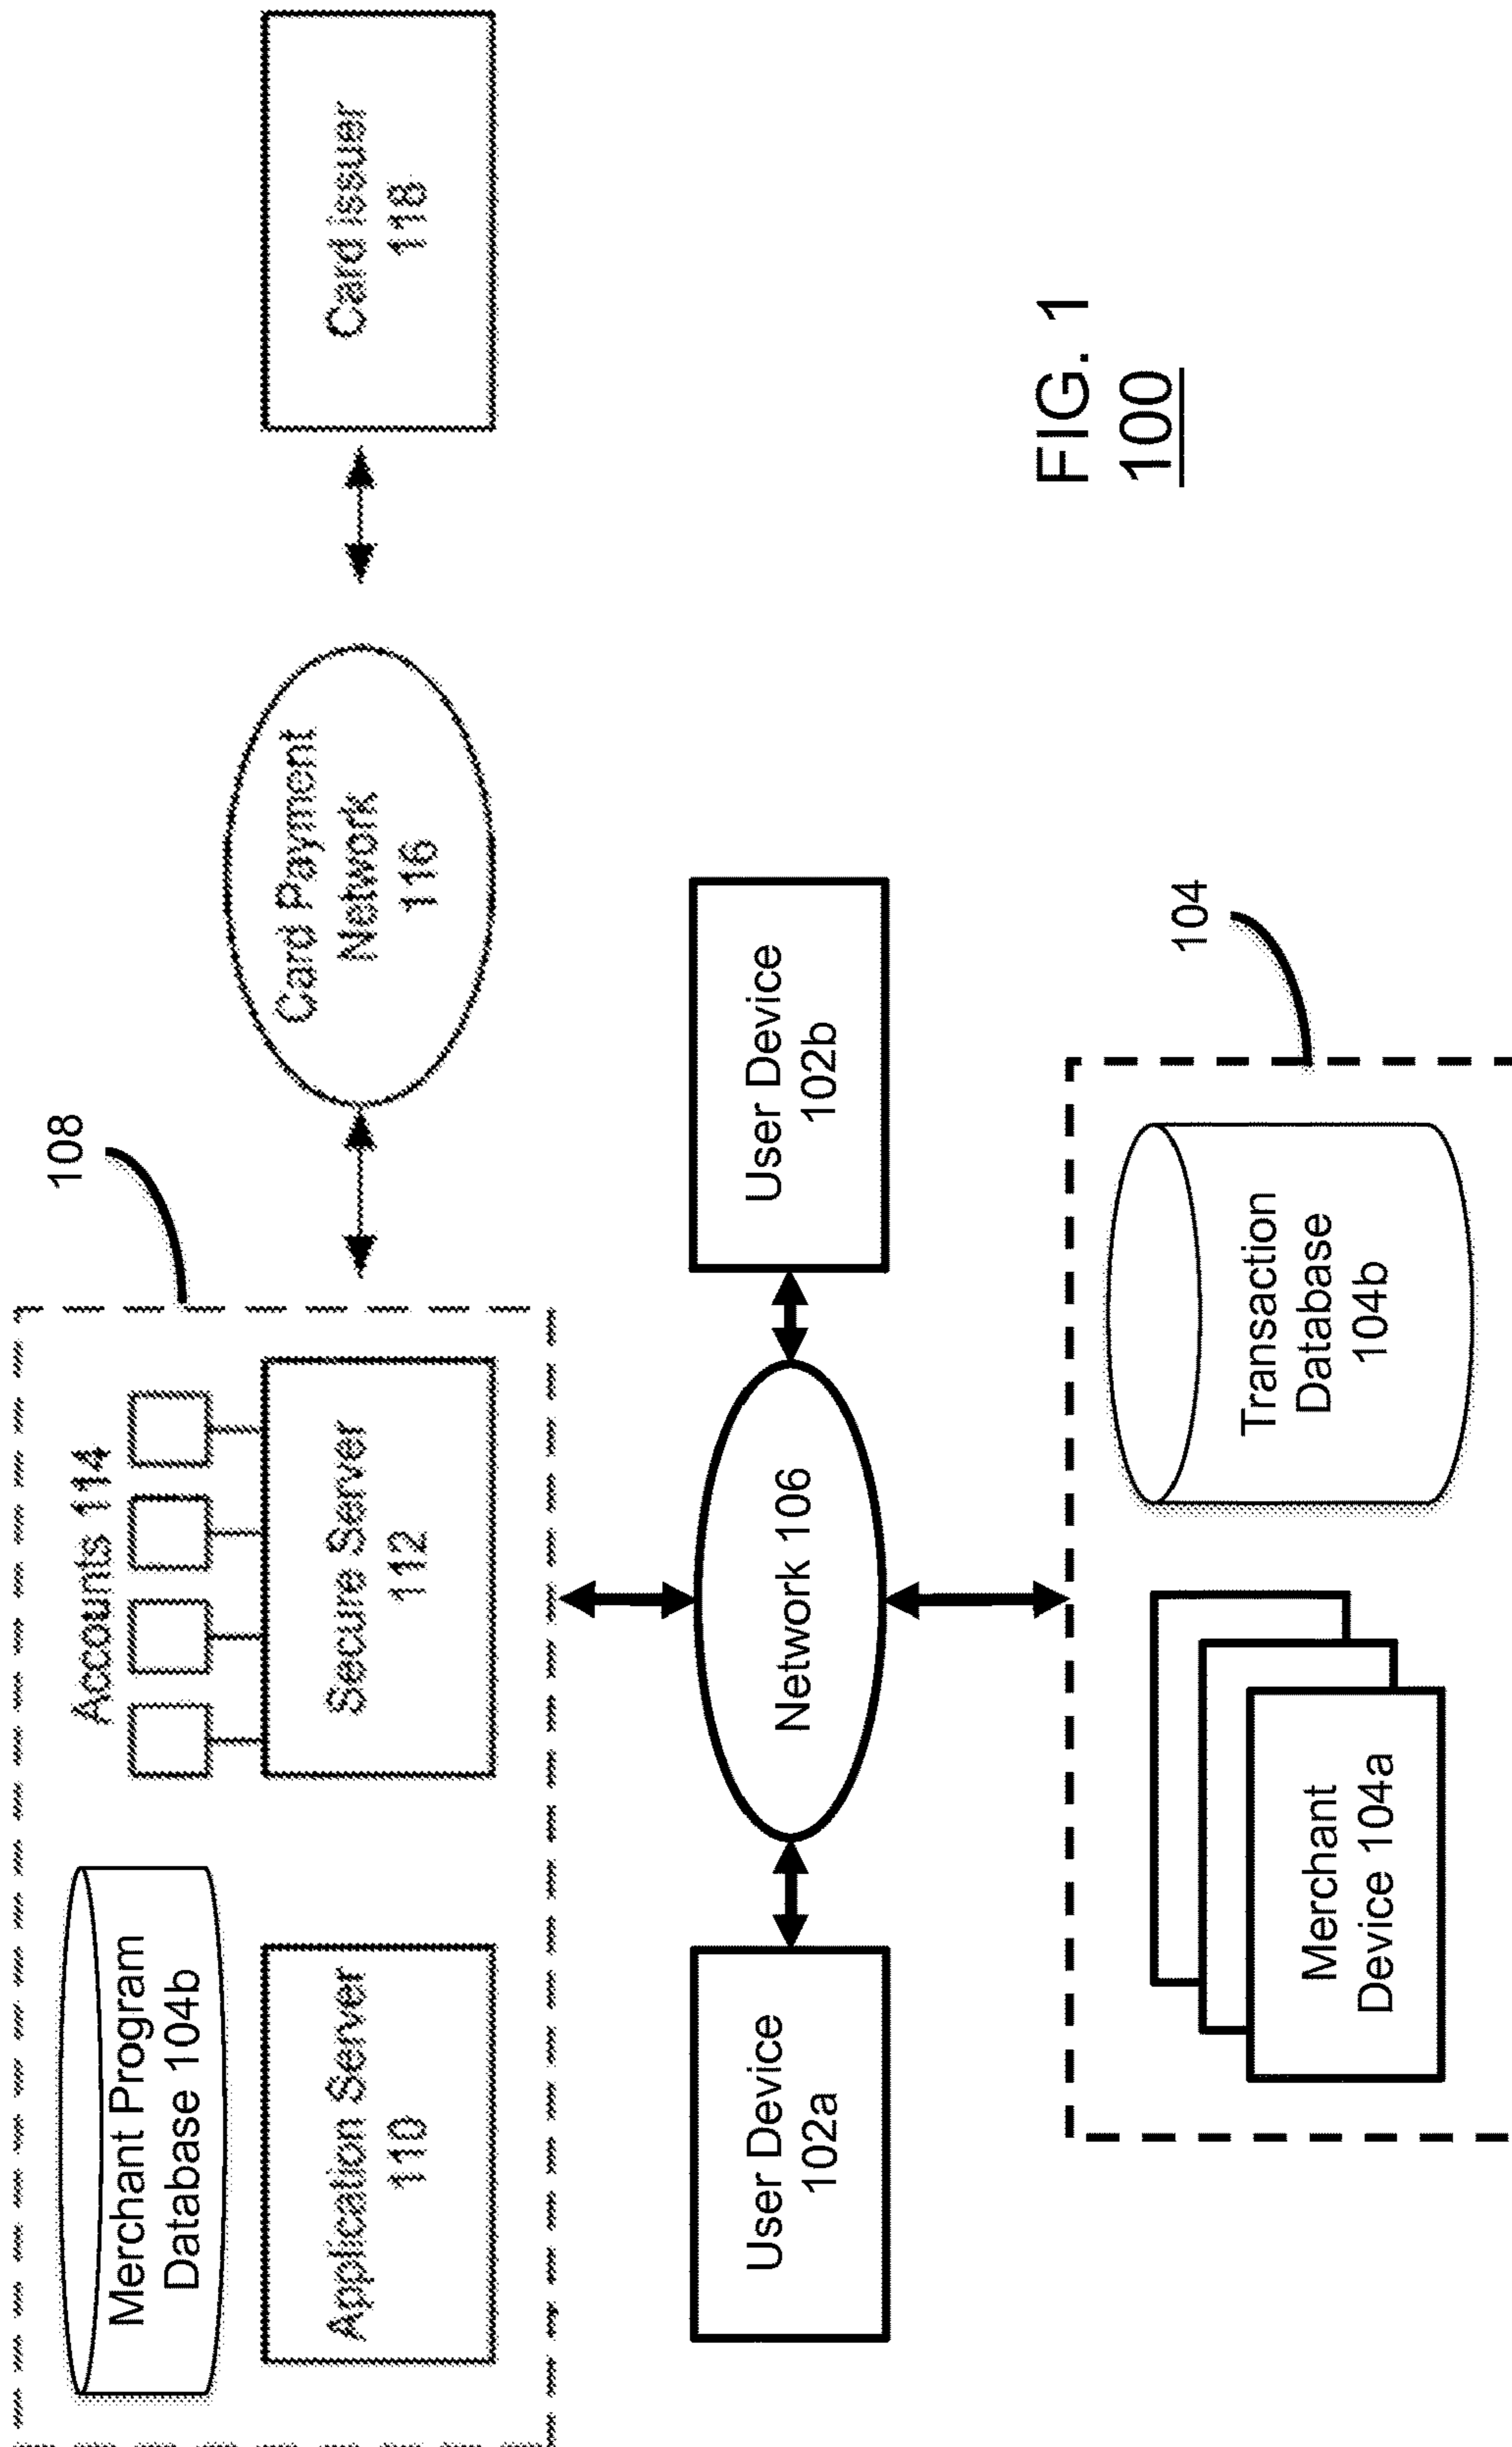 108
Merchant Program
Database 104b
Accounts 114
Application Server
110
Secure Server
112
Card Payment
Network
116
Card issuer
118
User Device
102a
Network 106
User Device
102b
104
Merchant
Device 104a
Transaction
Database
104b
FIG. 1
100